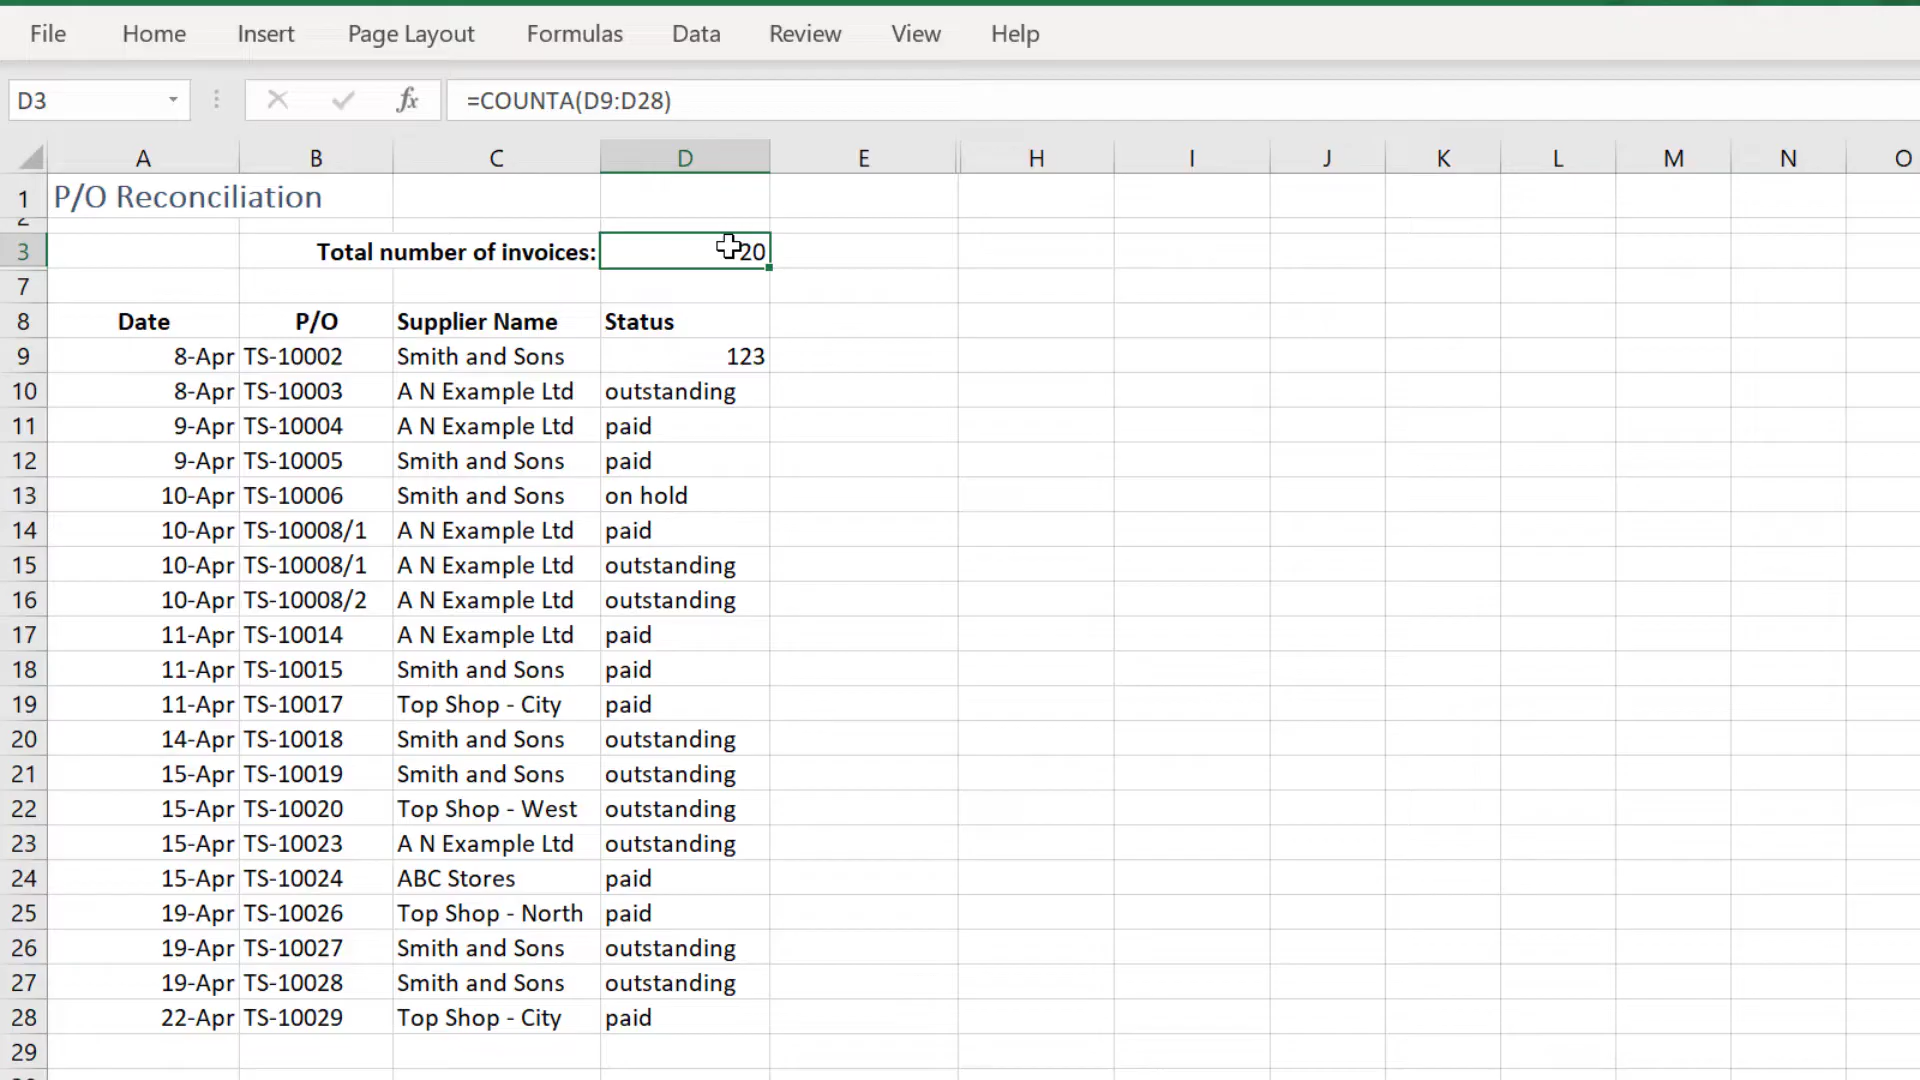 File Home Insert Page Layout Formulas Data Review View Help
D3 fx =COUNTA(D9:D28)
A B C D E H I J K L M N O
1 P/O Reconciliation
2
3 Total number of invoices: 20
7
8 Date P/O Supplier Name Status
9 8-Apr TS-10002 Smith and Sons 123
10 8-Apr TS-10003 A N Example Ltd outstanding
11 9-Apr TS-10004 A N Example Ltd paid
12 9-Apr TS-10005 Smith and Sons paid
13 10-Apr TS-10006 Smith and Sons on hold
14 10-Apr TS-10008/1 A N Example Ltd paid
15 10-Apr TS-10008/1 A N Example Ltd outstanding
16 10-Apr TS-10008/2 A N Example Ltd outstanding
17 11-Apr TS-10014 A N Example Ltd paid
18 11-Apr TS-10015 Smith and Sons paid
19 11-Apr TS-10017 Top Shop - City paid
20 14-Apr TS-10018 Smith and Sons outstanding
21 15-Apr TS-10019 Smith and Sons outstanding
22 15-Apr TS-10020 Top Shop - West outstanding
23 15-Apr TS-10023 A N Example Ltd outstanding
24 15-Apr TS-10024 ABC Stores paid
25 19-Apr TS-10026 Top Shop - North paid
26 19-Apr TS-10027 Smith and Sons outstanding
27 19-Apr TS-10028 Smith and Sons outstanding
28 22-Apr TS-10029 Top Shop - City paid
29